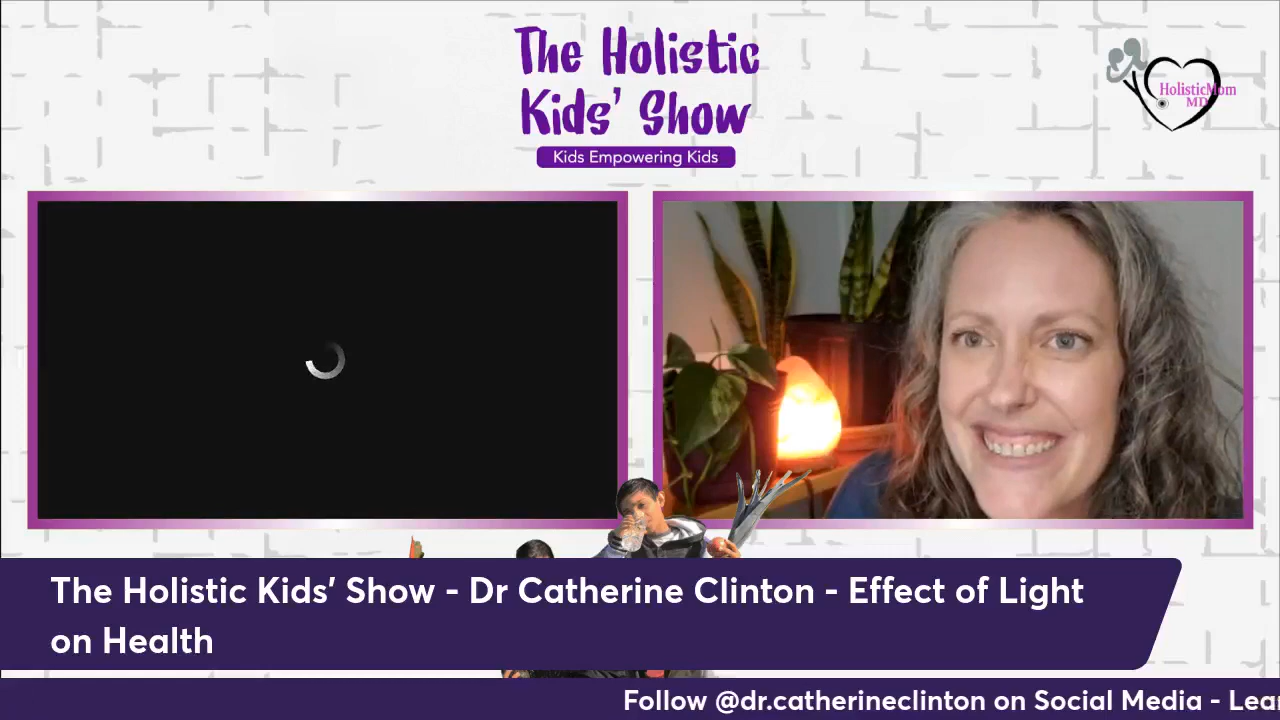 The Holistic
Kids' Show
Kids Empowering Kids
HolisticMom
MD
The Holistic Kids' Show - Dr Catherine Clinton - Effect of Light
on Health
Follow @dr.catherineclinton on Social Media - Lear